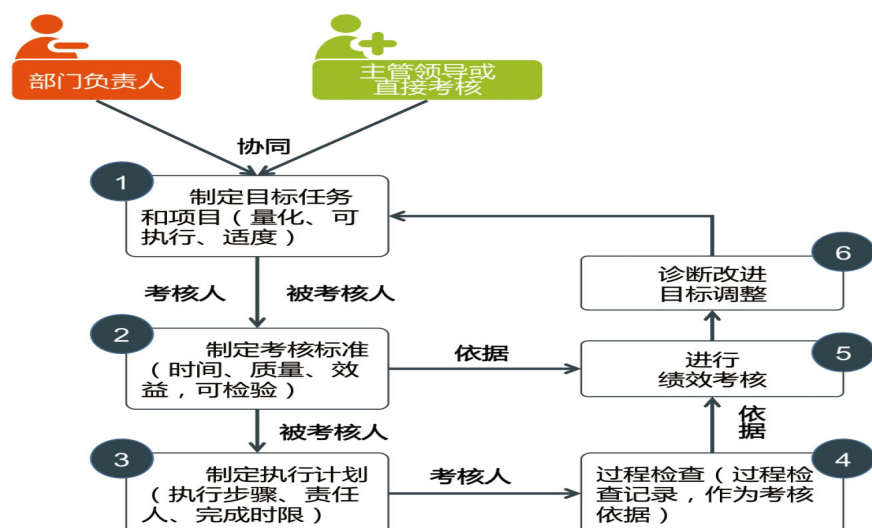 部门负责人
主管领导或
直接考核
协同
1
制定目标任务
和项目（量化、可
执行、适度）
6
诊断改进
目标调整
考核人
被考核人
2
制定考核标准
（时间、质量、效
益，可检验）
依据
5
进行
绩效考核
被考核人
依据
3
制定执行计划
（执行步骤、责任
人、完成时限）
考核人
4
过程检查（过程检
查记录，作为考核
依据）